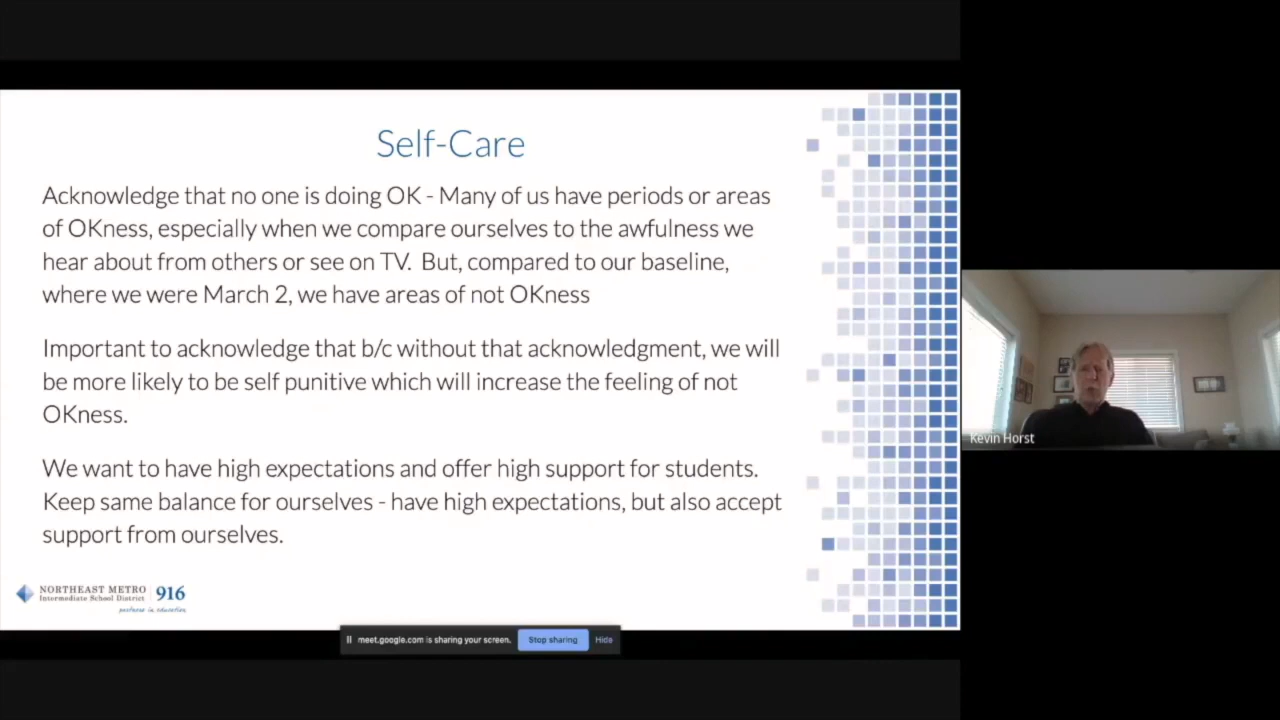 Self-Care
Acknowledge that no one is doing OK - Many of us have periods or areas
of OKness, especially when we compare ourselves to the awfulness we
hear about from others or see on TV.  But, compared to our baseline,
where we were March 2, we have areas of not OKness
Important to acknowledge that b/c without that acknowledgment, we will
be more likely to be self punitive which will increase the feeling of not
OKness.
We want to have high expectations and offer high support for students.
Keep same balance for ourselves - have high expectations, but also accept
support from ourselves.
NORTHEAST METRO 916
Intermediate School District
partners in education
meet.google.com is sharing your screen. Stop sharing Hide
Kevin Horst